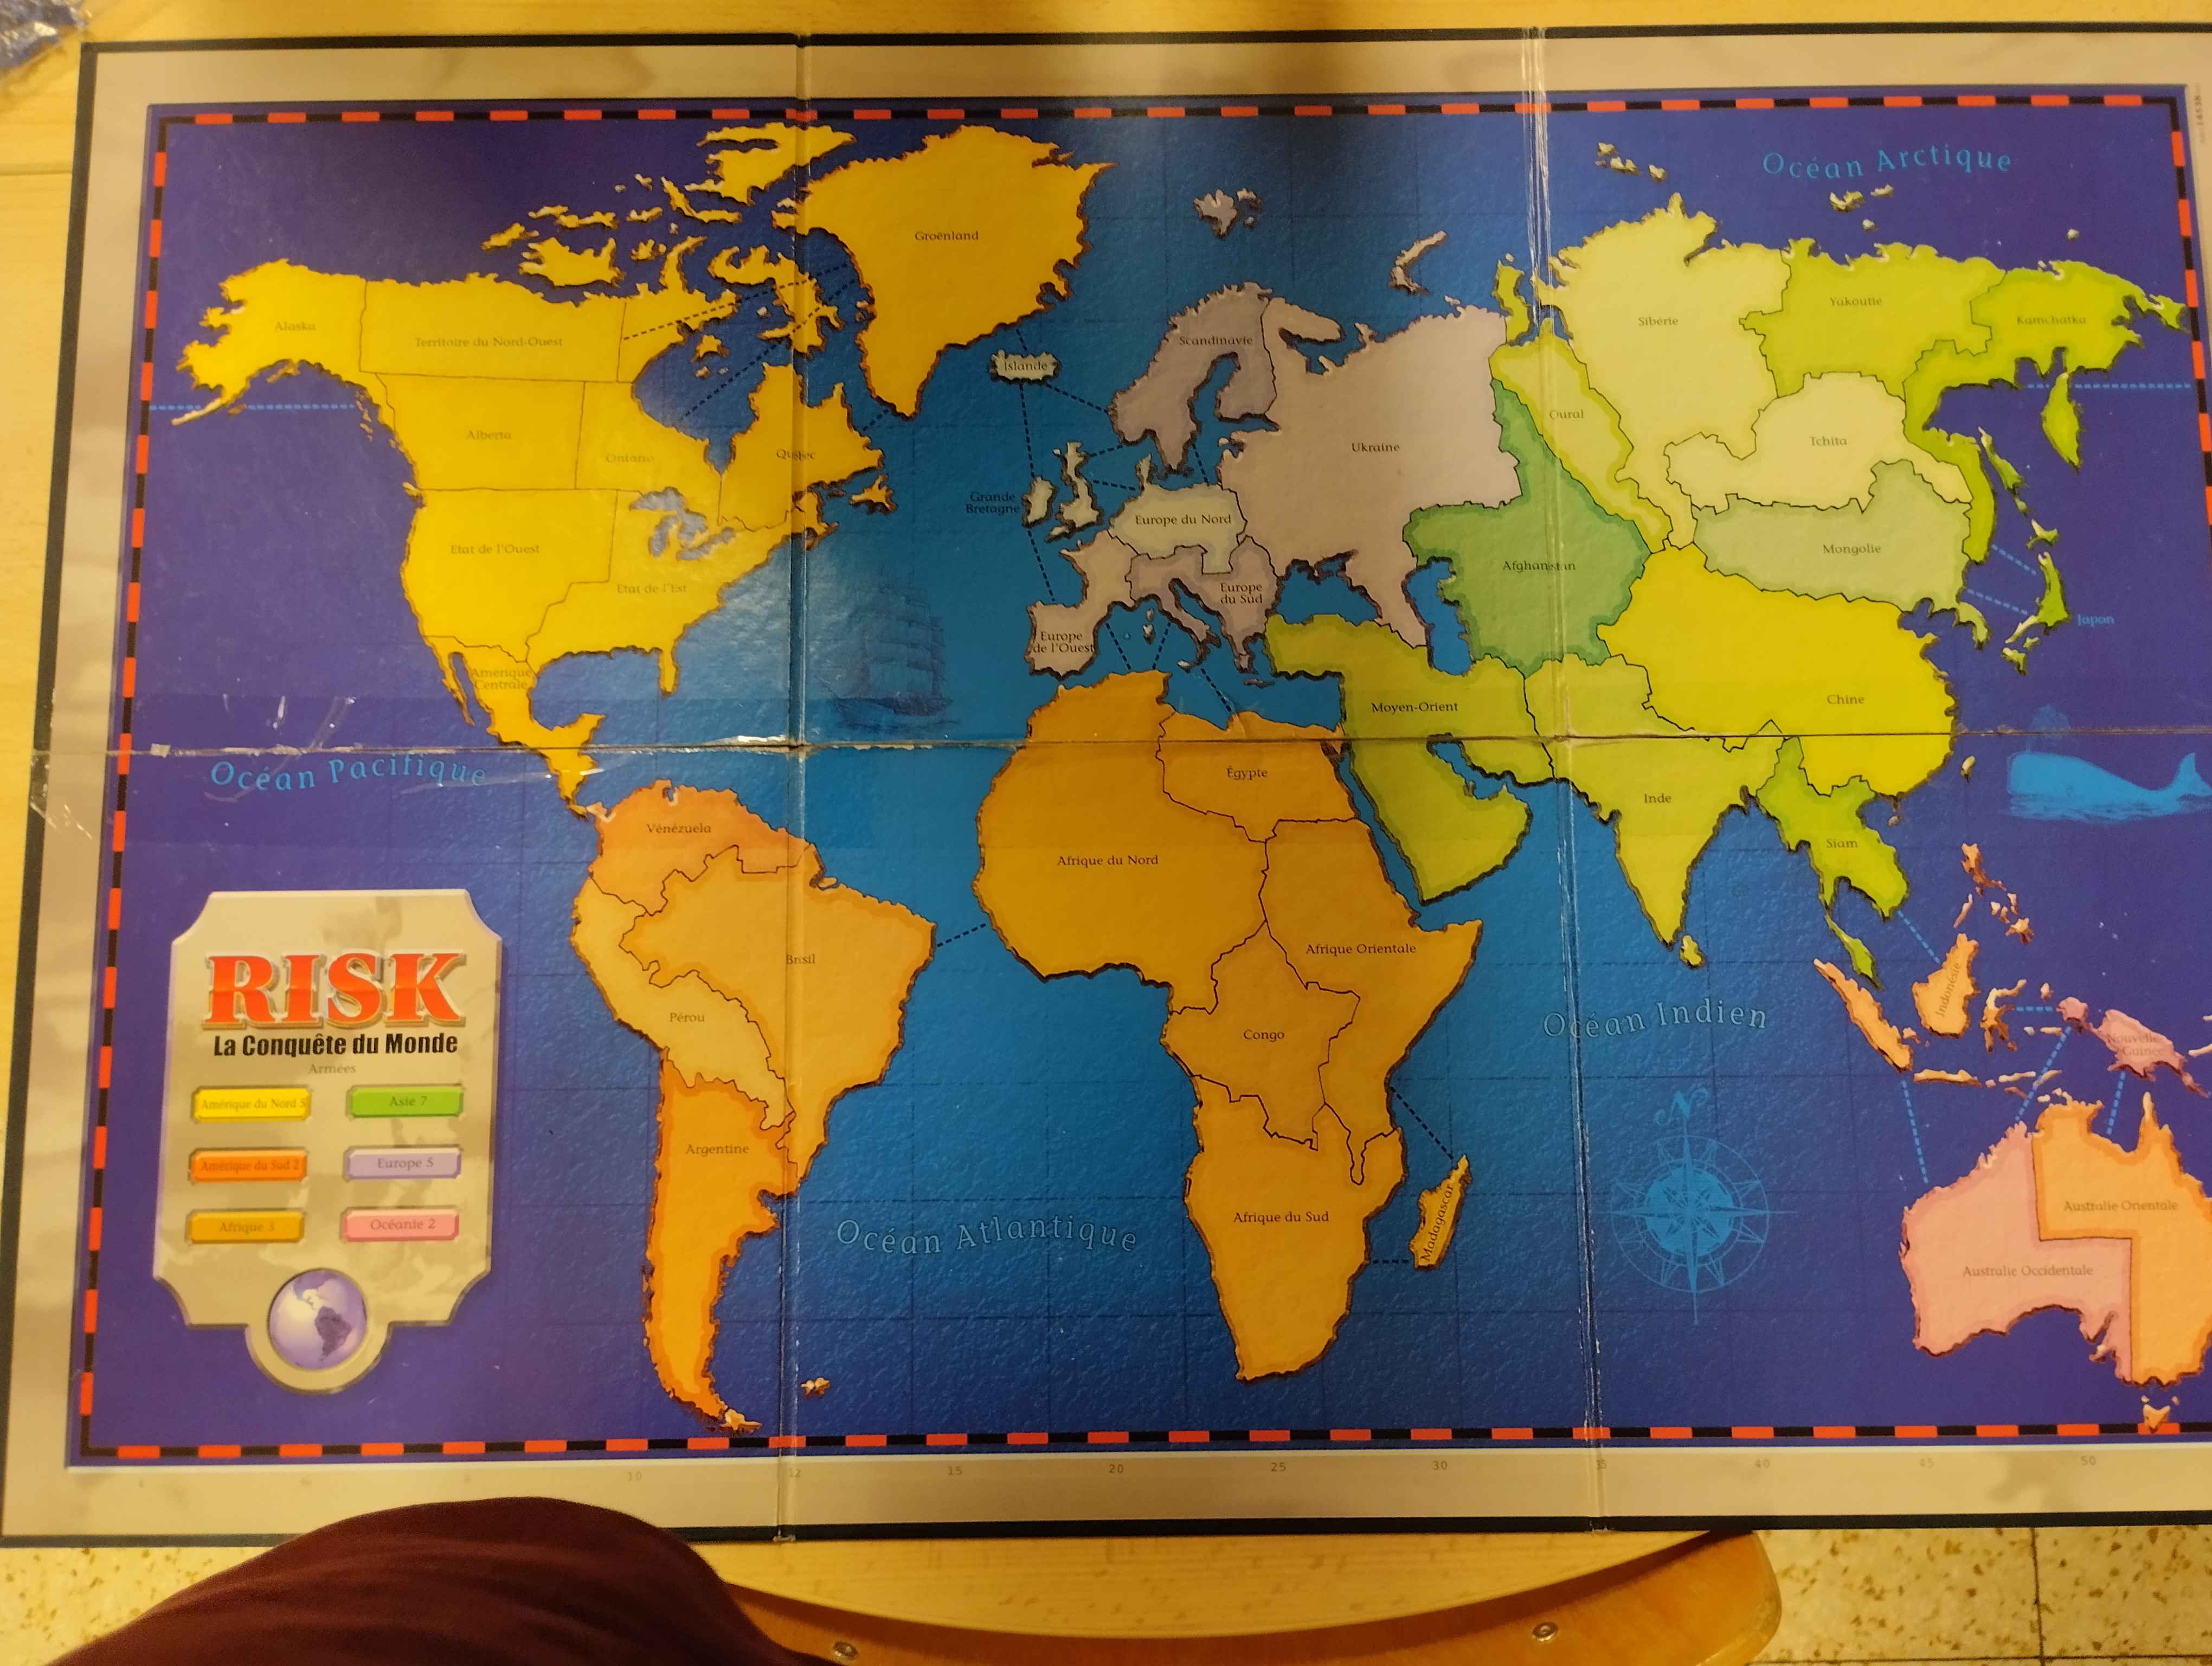 Océan Arctique
Groënland
Alaska
Territoire du Nord-Ouest
Alberta
Ontario
Québec
Etat de l'Ouest
Etat de l'Est
Amérique
Centrale
Islande
Scandinavie
Grande
Bretagne
Europe du Nord
Ukraine
Europe
du Sud
Europe
de l'Ouest
Oural
Sibérie
Yakoutie
Kamchatka
Tchita
Mongolie
Afghanistan
Japon
Chine
Moyen-Orient
Inde
Siam
Océan Pacifique
Vénézuela
Brésil
Pérou
Argentine
Égypte
Afrique du Nord
Afrique Orientale
Congo
Afrique du Sud
Madagascar
Océan Indien
Océan Atlantique
Indonésie
Nouvelle
Guinée
Australie Orientale
Australie Occidentale
N
RISK
La Conquête du Monde
Armées
Amérique du Nord 5
Asie 7
Amérique du Sud 2
Europe 5
Afrique 3
Océanie 2
4 6 8 10 12 15 20 25 30 35 40 45 50